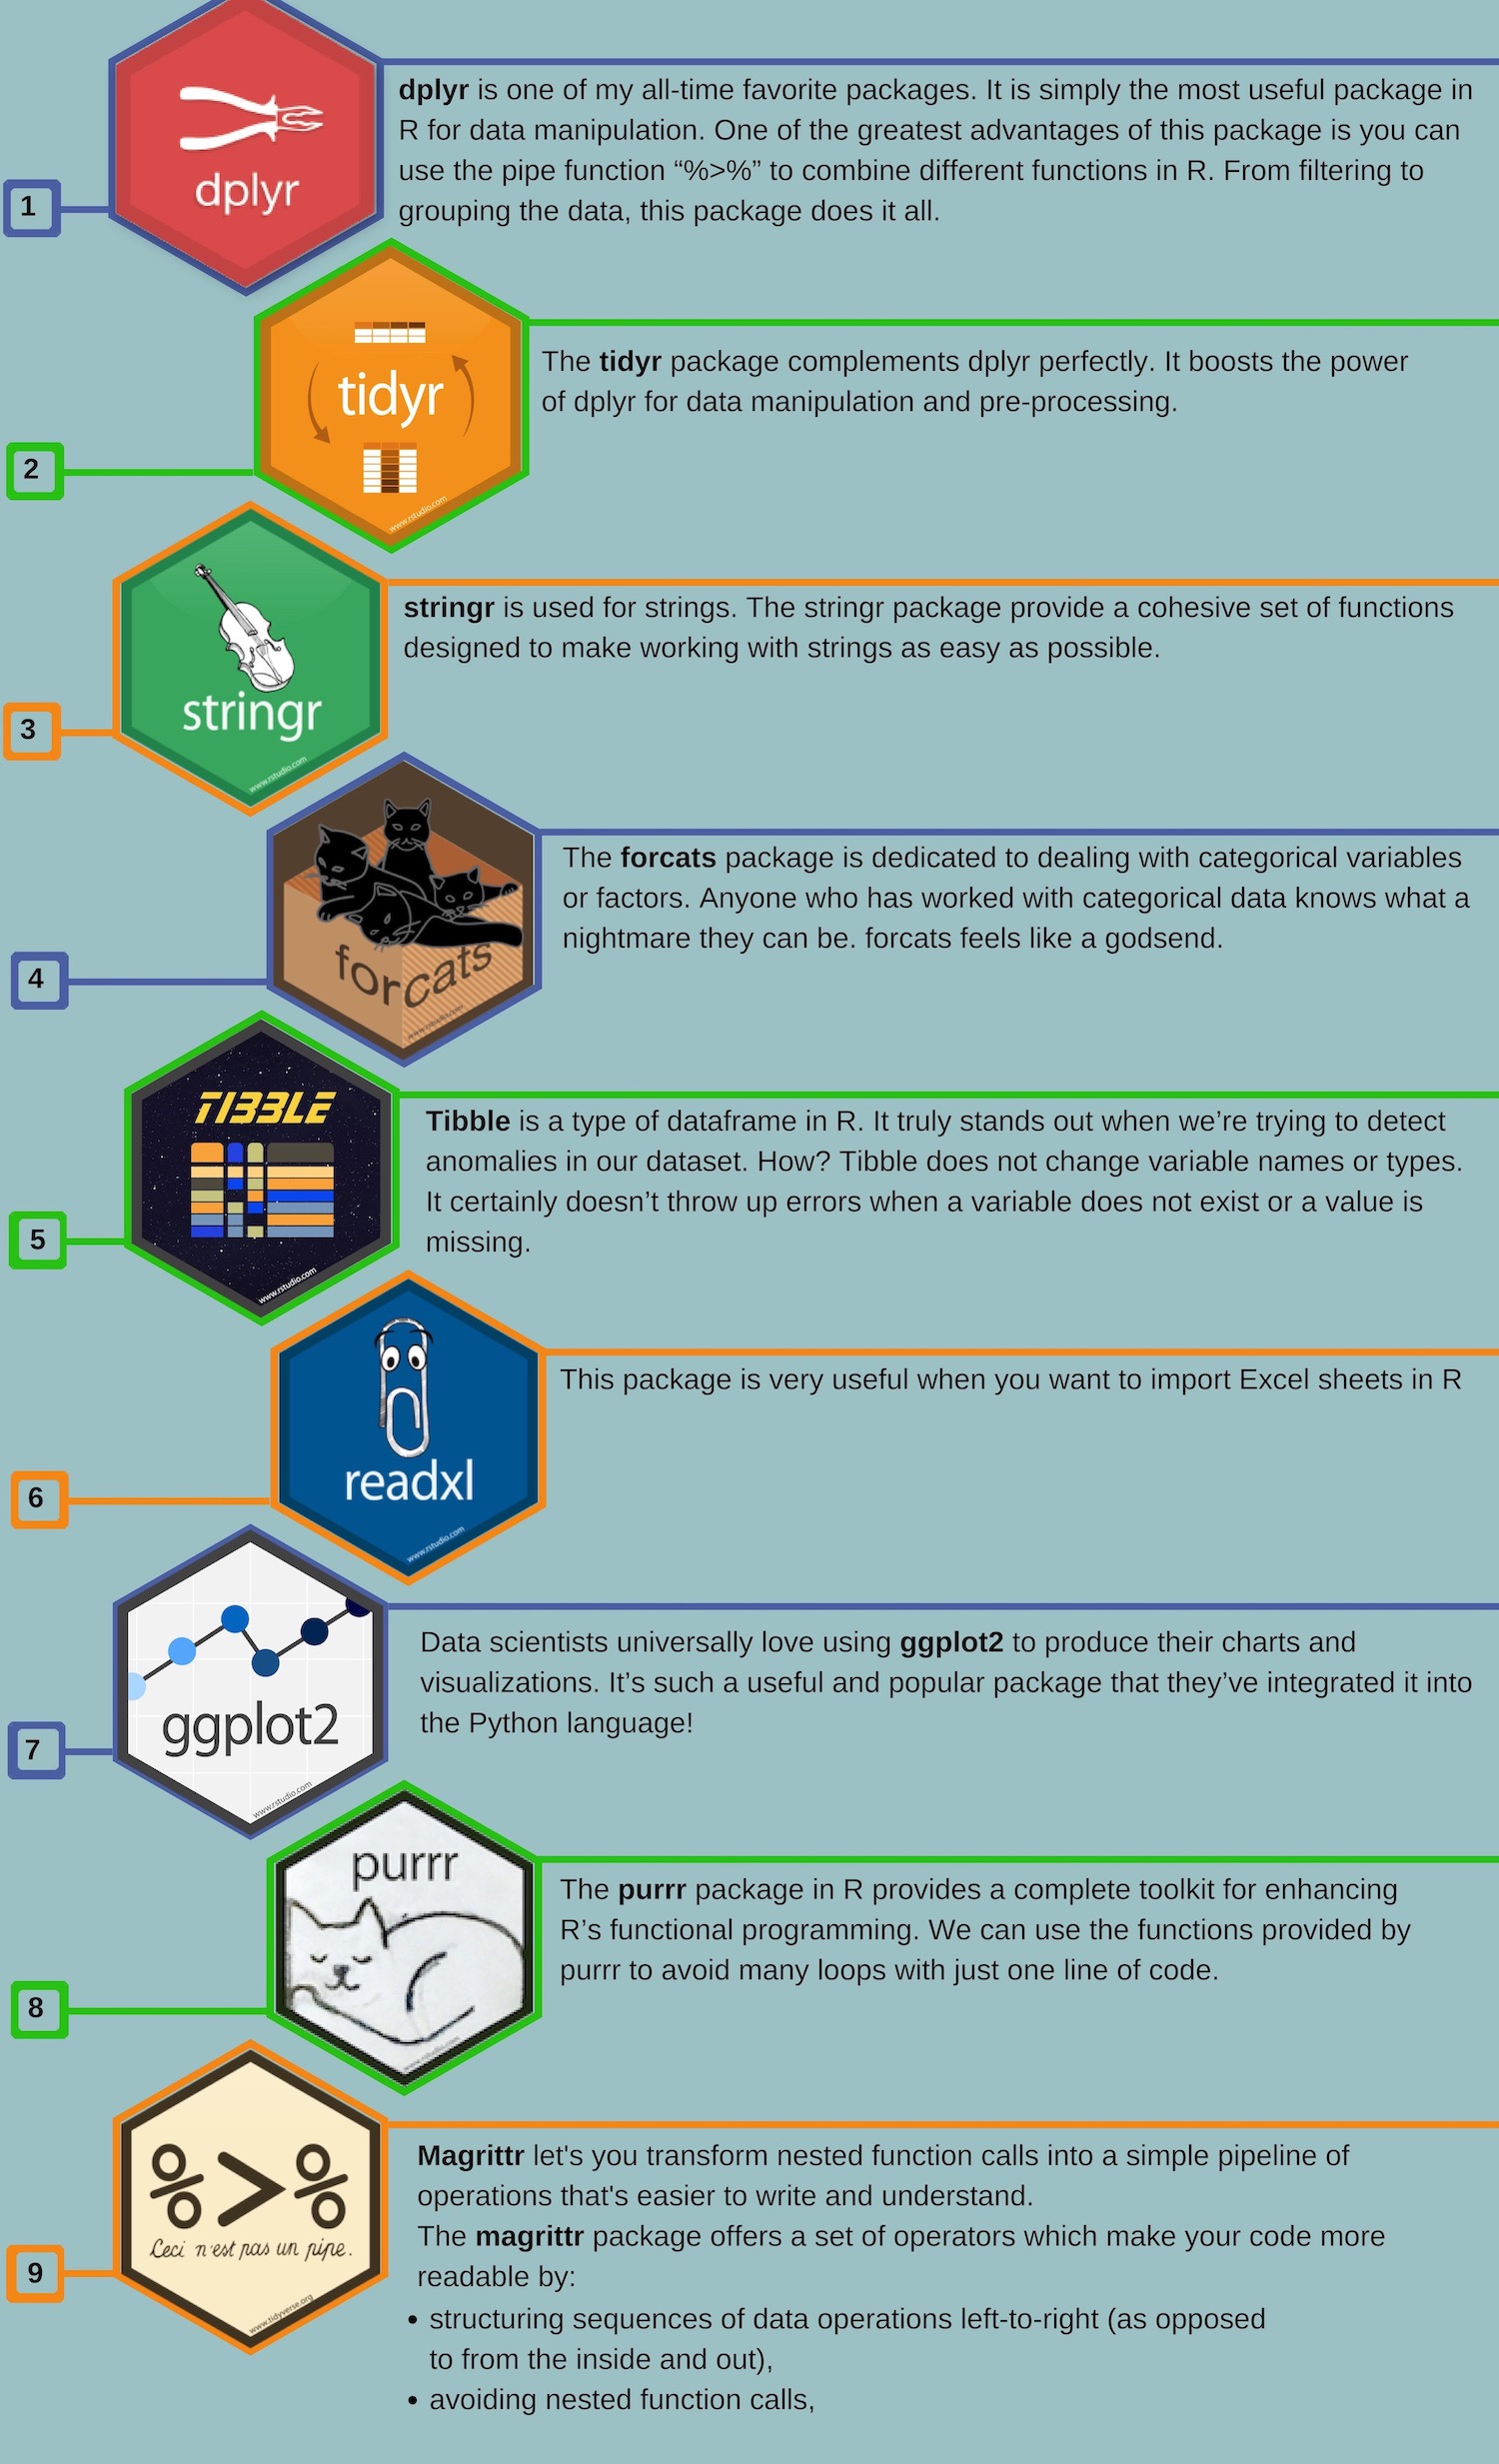 dplyr
dplyr is one of my all-time favorite packages. It is simply the most useful package in
R for data manipulation. One of the greatest advantages of this package is you can
use the pipe function “%>%” to combine different functions in R. From filtering to
grouping the data, this package does it all.
1
tidyr
www.rstudio.com
The tidyr package complements dplyr perfectly. It boosts the power
of dplyr for data manipulation and pre-processing.
2
stringr
www.rstudio.com
stringr is used for strings. The stringr package provide a cohesive set of functions
designed to make working with strings as easy as possible.
3
forcats
The forcats package is dedicated to dealing with categorical variables
or factors. Anyone who has worked with categorical data knows what a
nightmare they can be. forcats feels like a godsend.
4
TIBBLE
www.rstudio.com
Tibble is a type of dataframe in R. It truly stands out when we’re trying to detect
anomalies in our dataset. How? Tibble does not change variable names or types.
It certainly doesn’t throw up errors when a variable does not exist or a value is
missing.
5
readxl
www.rstudio.com
This package is very useful when you want to import Excel sheets in R
6
ggplot2
www.rstudio.com
Data scientists universally love using ggplot2 to produce their charts and
visualizations. It’s such a useful and popular package that they’ve integrated it into
the Python language!
7
purrr
The purrr package in R provides a complete toolkit for enhancing
R’s functional programming. We can use the functions provided by
purrr to avoid many loops with just one line of code.
8
%>%
Ceci n'est pas un pipe.
www.tidyverse.org
Magrittr let's you transform nested function calls into a simple pipeline of
operations that's easier to write and understand.
The magrittr package offers a set of operators which make your code more
readable by:
9
• structuring sequences of data operations left-to-right (as opposed
to from the inside and out),
• avoiding nested function calls,